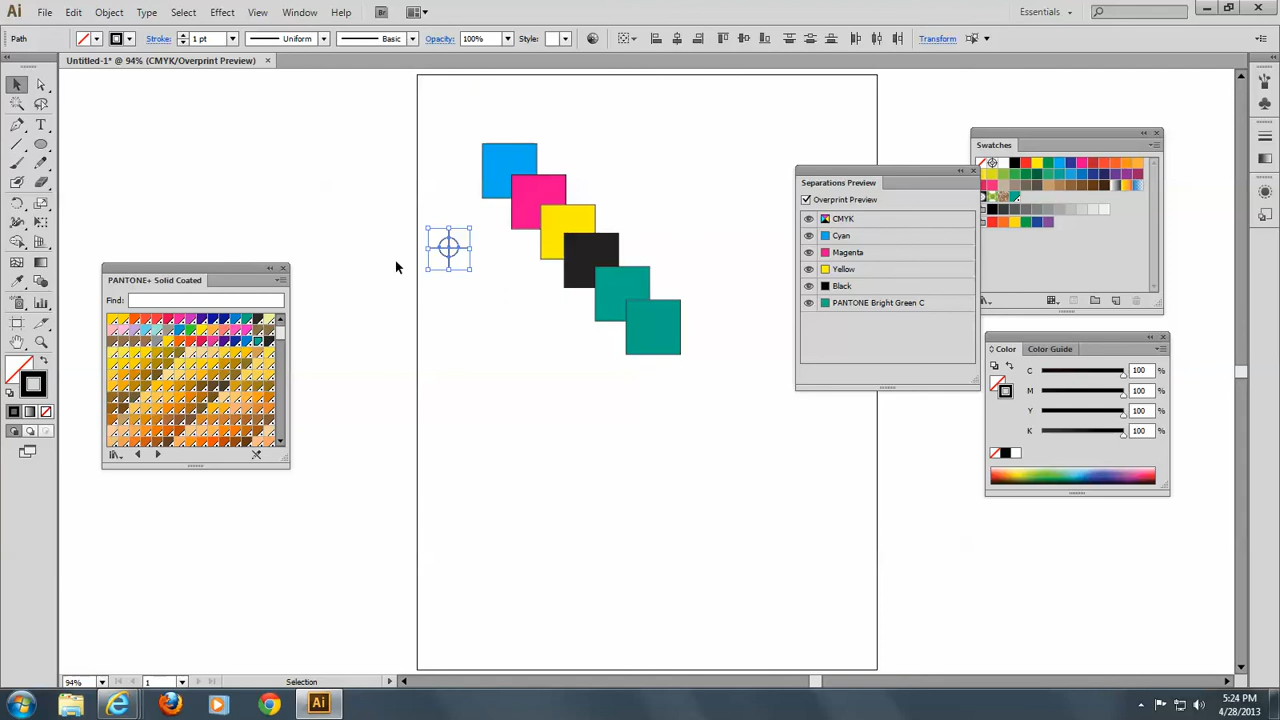 Ai File Edit Object Type Select Effect View Window Help Br Essentials
Path Stroke: 1 pt Uniform Basic Opacity: 100% Style: Transform
Untitled-1* @ 94% (CMYK/Overprint Preview)
Swatches
Separations Preview
Overprint Preview
CMYK
Cyan
Magenta
Yellow
Black
PANTONE Bright Green C
PANTONE+ Solid Coated
Find:
Color Color Guide
C 100 %
M 100 %
Y 100 %
K 100 %
94% 1 Selection
Ai
5:24 PM
4/28/2013